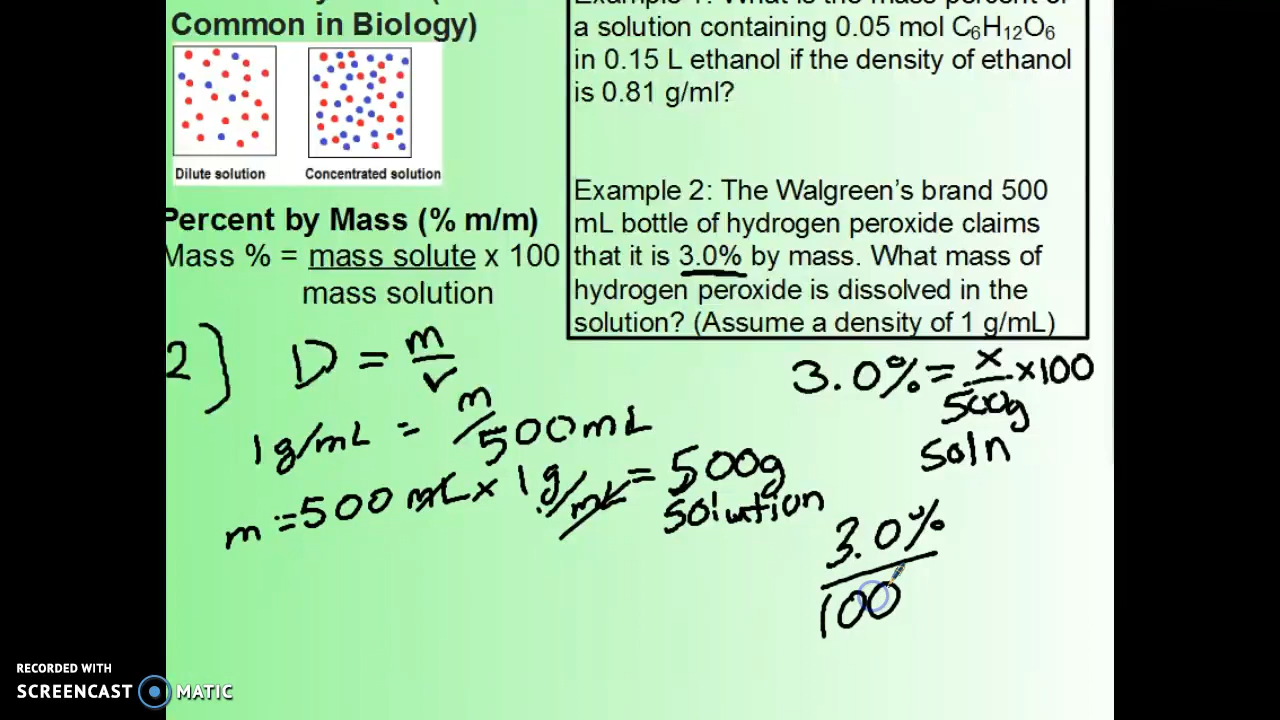 Common in Biology)
Dilute solution
Concentrated solution
Percent by Mass (% m/m)
Mass % = mass solute x 100
mass solution
a solution containing 0.05 mol C₆H₁₂O₆
in 0.15 L ethanol if the density of ethanol
is 0.81 g/ml?
Example 2: The Walgreen's brand 500
mL bottle of hydrogen peroxide claims
that it is 3.0% by mass. What mass of
hydrogen peroxide is dissolved in the
solution? (Assume a density of 1 g/mL)
2] D = m/v
1 g/mL = m/500mL
m = 500 mL x 1 g/mL = 500g
solution
3.0% = x/500g x100
soln
3.0%
100
RECORDED WITH
SCREENCAST MATIC